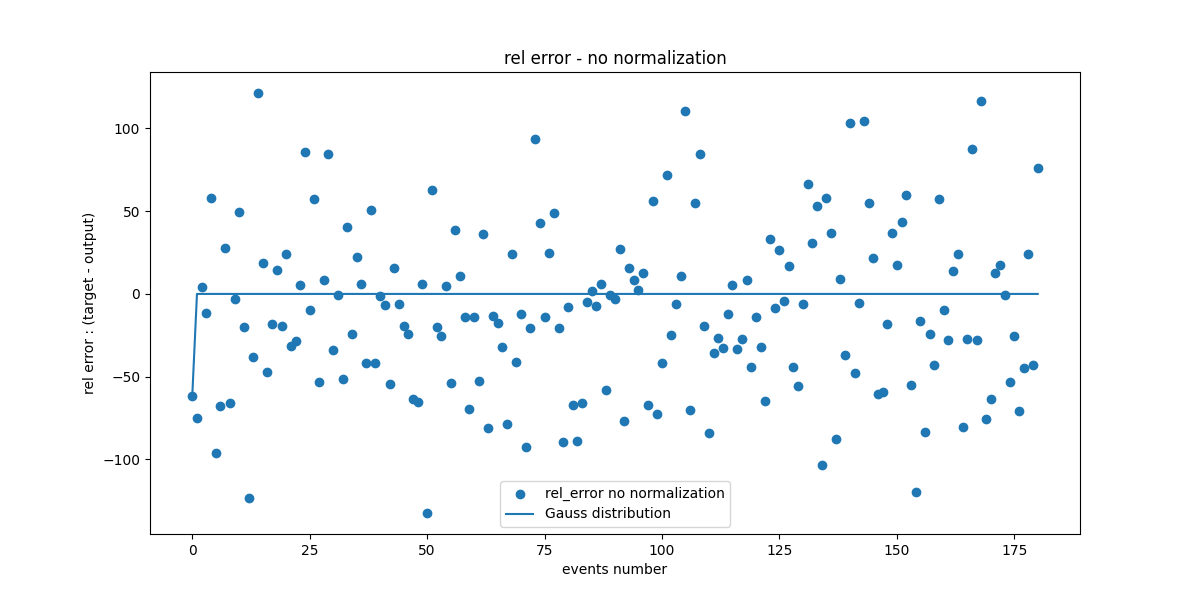 rel error - no normalization
rel error : (target - output)
100
50
0
−50
−100
rel_error no normalization
Gauss distribution
0
25
50
75
100
125
150
175
events number